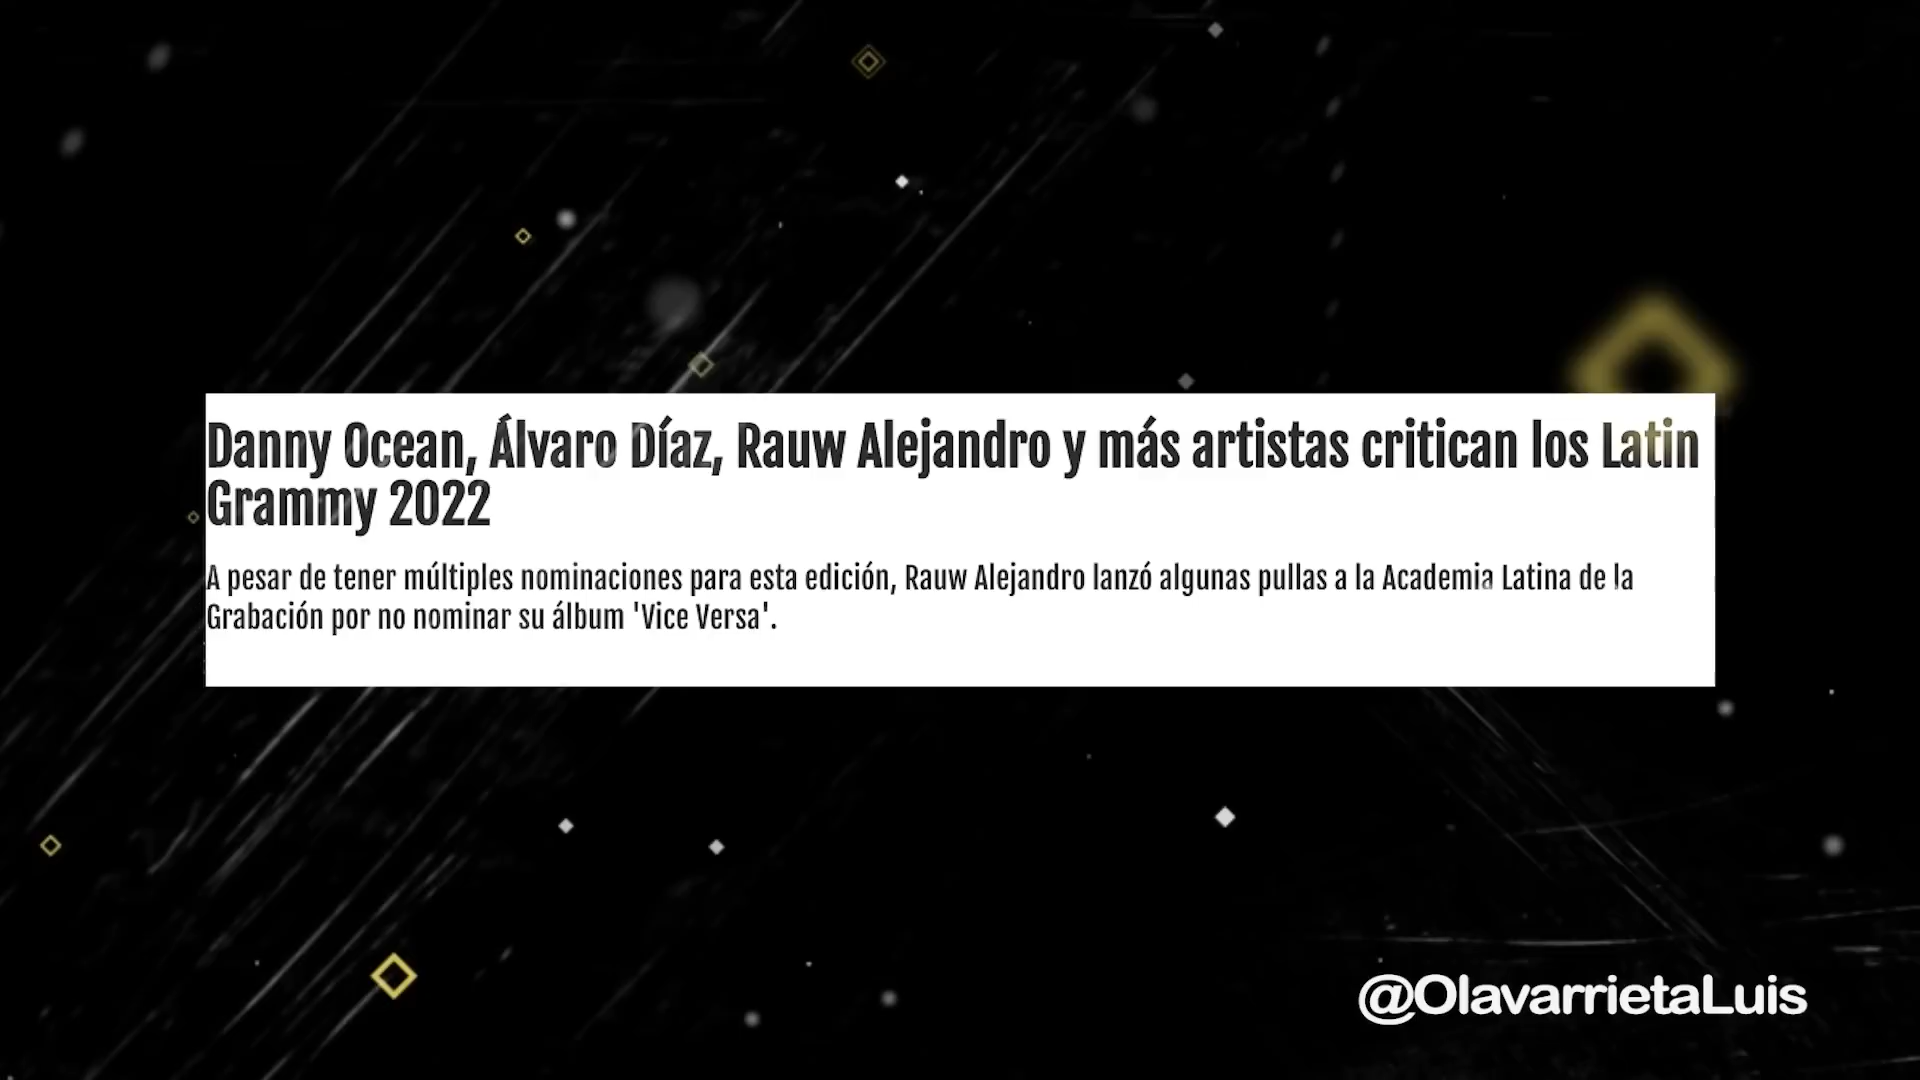 Danny Ocean, Álvaro Díaz, Rauw Alejandro y más artistas critican los Latin
Grammy 2022
A pesar de tener múltiples nominaciones para esta edición, Rauw Alejandro lanzó algunas pullas a la Academia Latina de la
Grabación por no nominar su álbum 'Vice Versa'.
@OlavarrietaLuis